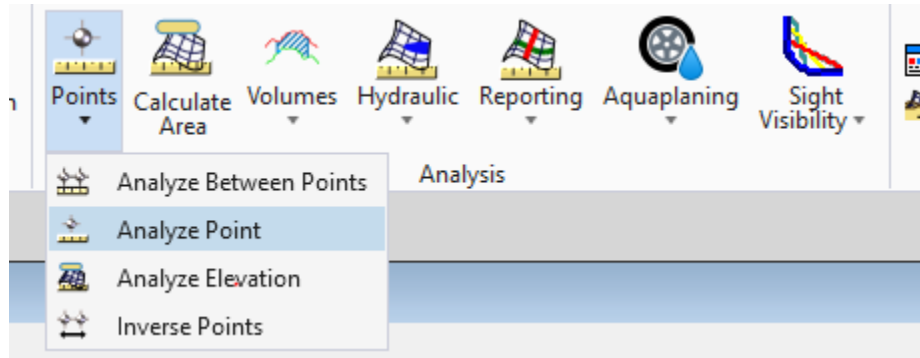 Points
Calculate
Area
Volumes
Hydraulic
Reporting
Aquaplaning
Sight
Visibility
Analysis
Analyze Between Points
Analyze Point
Analyze Elevation
Inverse Points